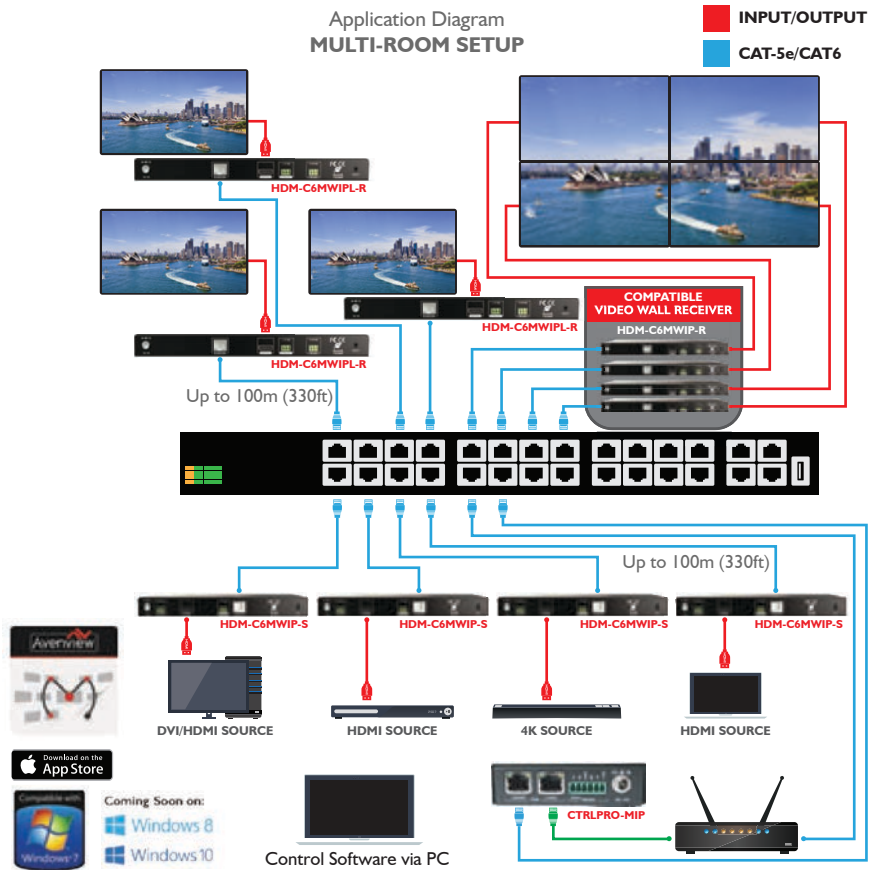 Application Diagram
MULTI-ROOM SETUP
INPUT/OUTPUT
CAT-5e/CAT6
HDM-C6MWIPL-R
HDM-C6MWIPL-R
HDM-C6MWIPL-R
COMPATIBLE
VIDEO WALL RECEIVER
HDM-C6MWIP-R
Up to 100m (330ft)
Up to 100m (330ft)
HDM-C6MWIP-S
HDM-C6MWIP-S
HDM-C6MWIP-S
HDM-C6MWIP-S
Avenview
DVI/HDMI SOURCE
HDMI SOURCE
4K SOURCE
HDMI SOURCE
Download on the
App Store
Compatible with
Windows 7
Coming Soon on:
Windows 8
Windows 10
Control Software via PC
CTRLPRO-MIP